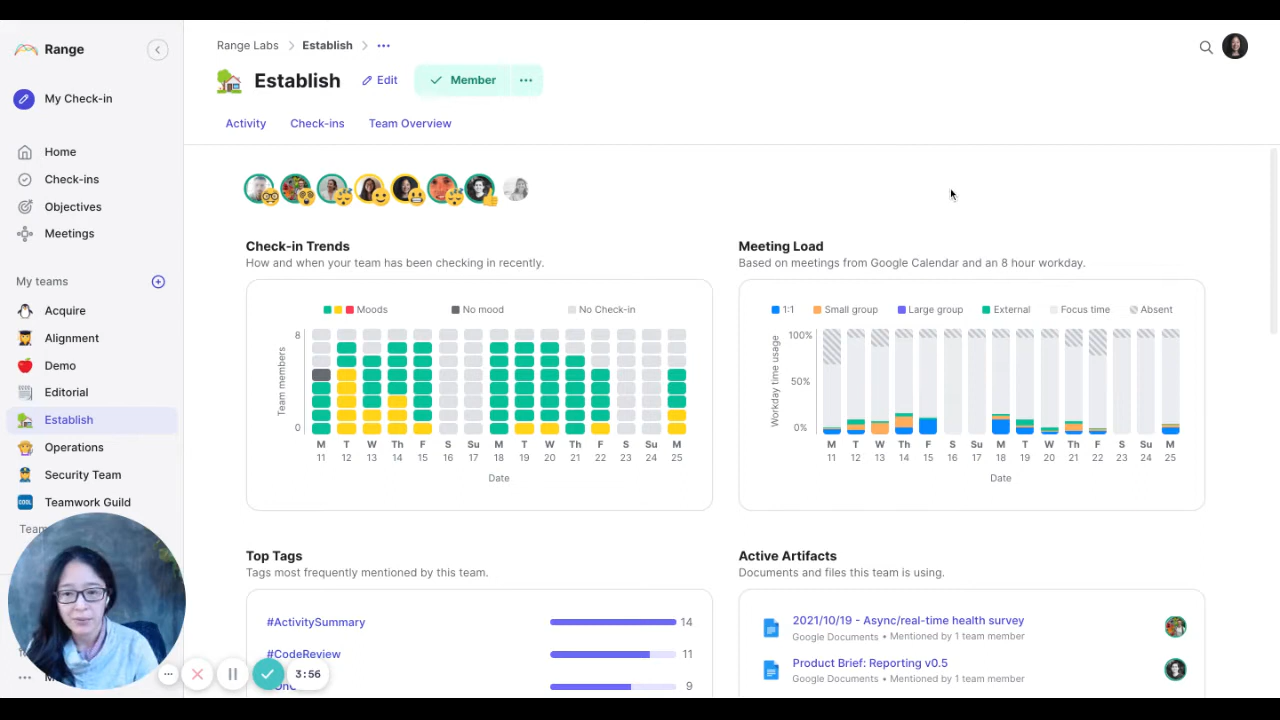 Range
Range Labs
Establish
Establish
Edit
Member
Activity
Check-ins
Team Overview
My Check-in
Home
Check-ins
Objectives
Meetings
My teams
Acquire
Alignment
Demo
Editorial
Establish
Operations
Security Team
COOL
Teamwork Guild
3:56
Check-in Trends
How and when your team has been checking in recently.
Moods
No mood
No Check-in
8
Team members
0
M T W Th F S Su M T W Th F S Su M
11 12 13 14 15 16 17 18 19 20 21 22 23 24 25
Date
Meeting Load
Based on meetings from Google Calendar and an 8 hour workday.
1:1
Small group
Large group
External
Focus time
Absent
100%
50%
0%
Workday time usage
M T W Th F S Su M T W Th F S Su M
11 12 13 14 15 16 17 18 19 20 21 22 23 24 25
Date
Top Tags
Tags most frequently mentioned by this team.
#ActivitySummary 14
#CodeReview 11
9
Active Artifacts
Documents and files this team is using.
2021/10/19 - Async/real-time health survey
Google Documents • Mentioned by 1 team member
Product Brief: Reporting v0.5
Google Documents • Mentioned by 1 team member